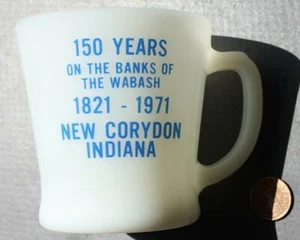 150 YEARS
ON THE BANKS OF
THE WABASH
1821 - 1971
NEW CORYDON
INDIANA